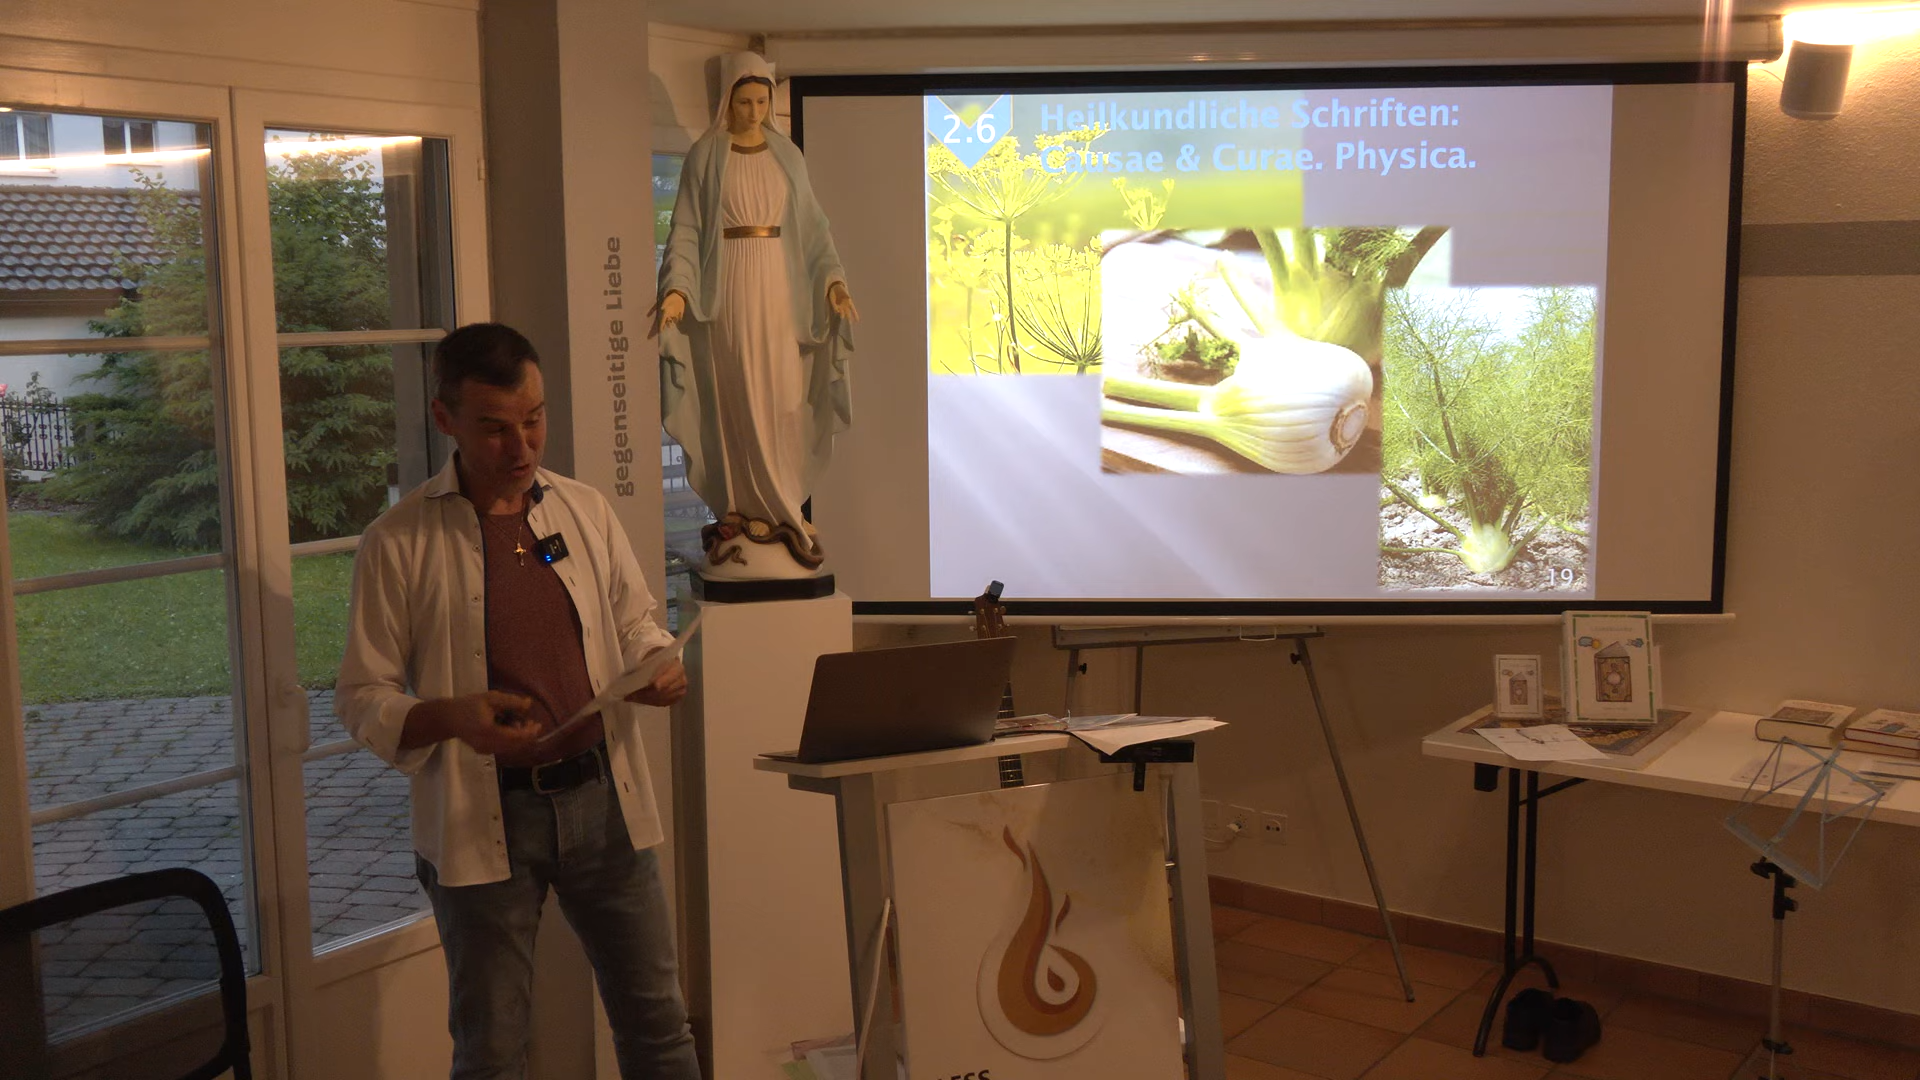 gegenseitige Liebe
2.6
Heilkundliche Schriften:
Causae & Curae. Physica.
19